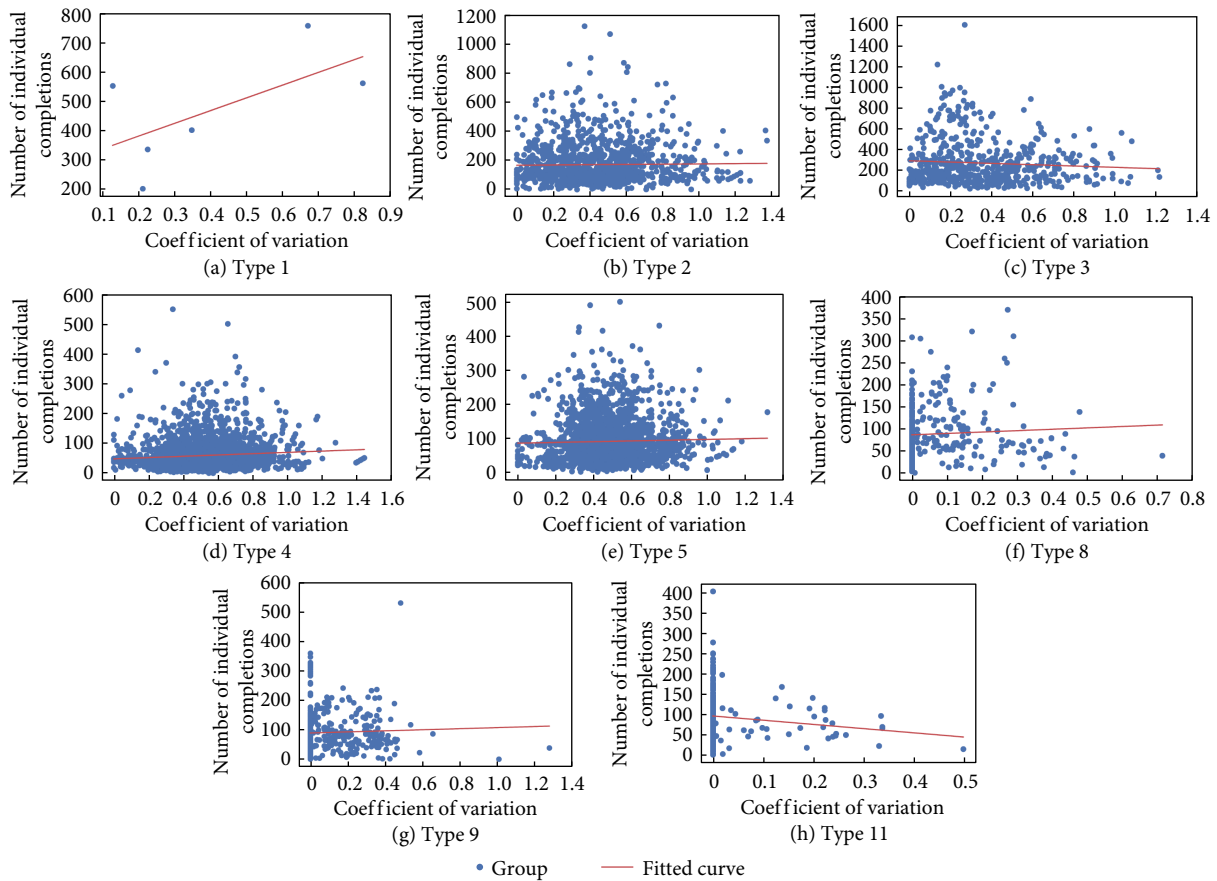 Number of individual
completions
800
700
600
500
400
300
200
0.1 0.2 0.3 0.4 0.5 0.6 0.7 0.8 0.9
Coefficient of variation
(a) Type 1
Number of individual
completions
1200
1000
800
600
400
200
0
0 0.2 0.4 0.6 0.8 1.0 1.2 1.4
Coefficient of variation
(b) Type 2
Number of individual
completions
1600
1400
1200
1000
800
600
400
200
0
0 0.2 0.4 0.6 0.8 1.0 1.2 1.4
Coefficient of variation
(c) Type 3
Number of individual
completions
600
500
400
300
200
100
0
0 0.2 0.4 0.6 0.8 1.0 1.2 1.4 1.6
Coefficient of variation
(d) Type 4
Number of individual
completions
500
400
300
200
100
0
0 0.2 0.4 0.6 0.8 1.0 1.2 1.4
Coefficient of variation
(e) Type 5
Number of individual
completions
400
350
300
250
200
150
100
50
0
0 0.1 0.2 0.3 0.4 0.5 0.6 0.7 0.8
Coefficient of variation
(f) Type 8
Number of individual
completions
600
500
400
300
200
100
0
0 0.2 0.4 0.6 0.8 1.0 1.2 1.4
Coefficient of variation
(g) Type 9
Number of individual
completions
400
350
300
250
200
150
100
50
0
0 0.1 0.2 0.3 0.4 0.5
Coefficient of variation
(h) Type 11
Group
Fitted curve